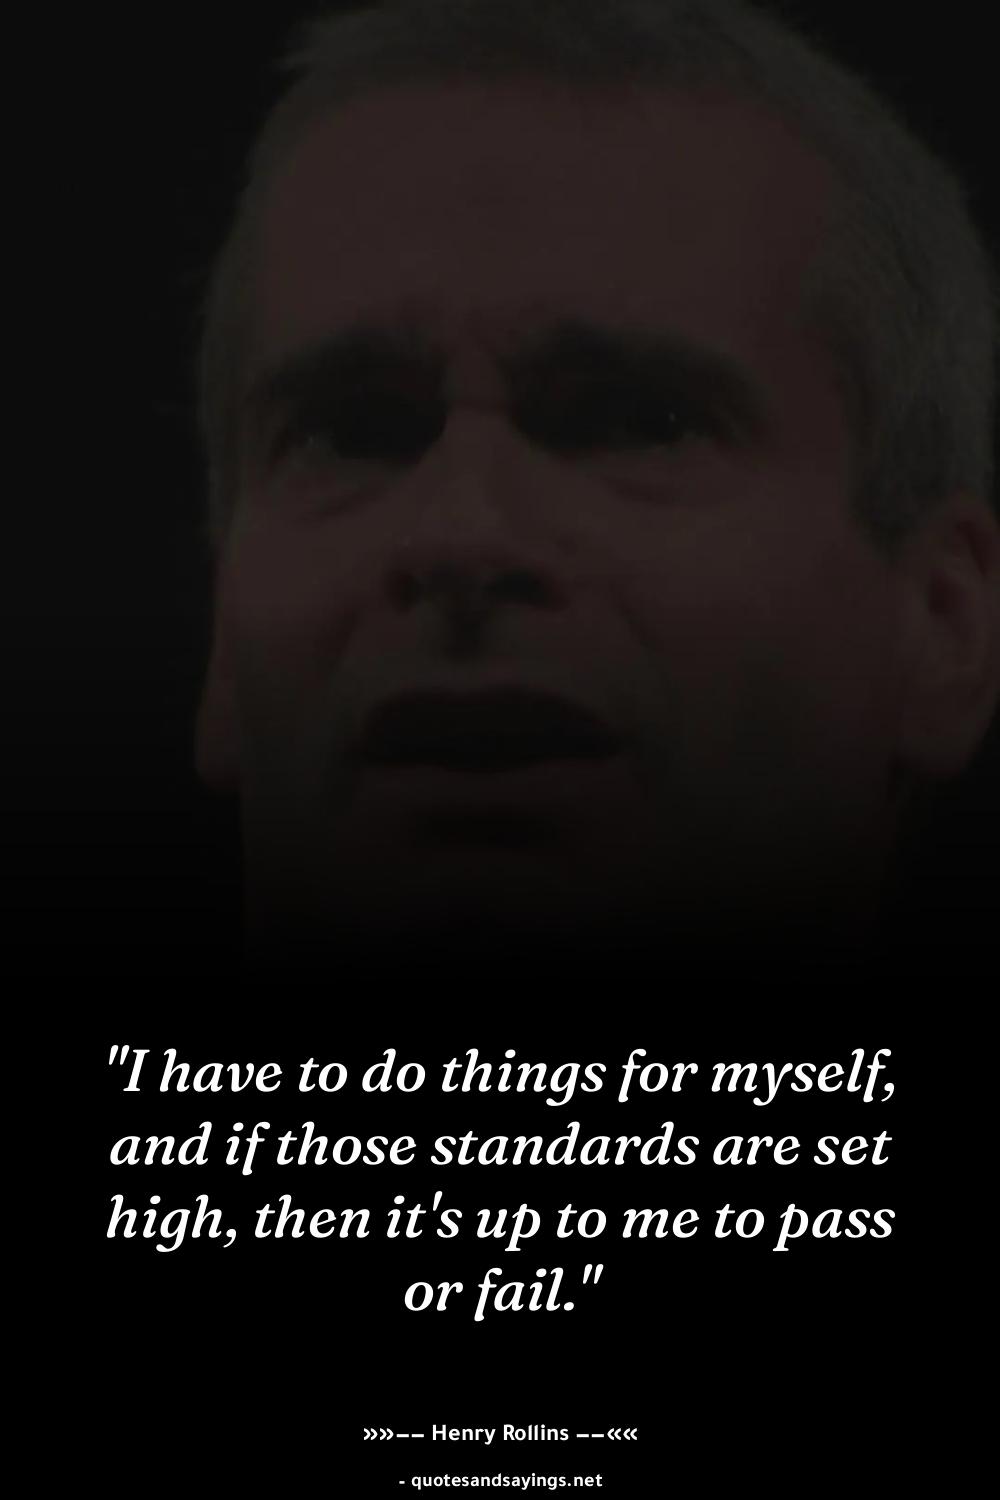 "I have to do things for myself,
and if those standards are set
high, then it's up to me to pass
or fail."
»»—— Henry Rollins ——««
- quotesandsayings.net